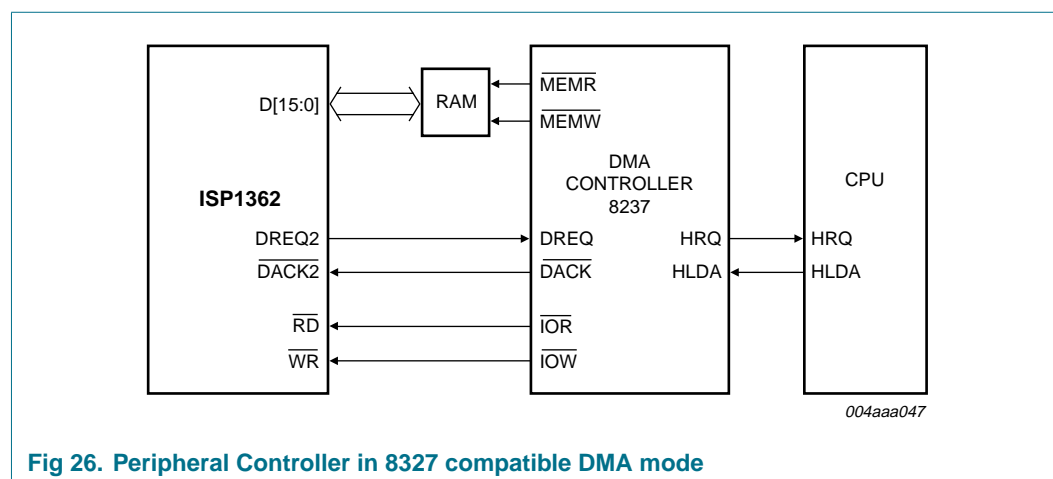 D[15:0]
ISP1362
DREQ2
DACK2
RD
WR
RAM
MEMR
MEMW
DMA
CONTROLLER
8237
DREQ
DACK
IOR
IOW
HRQ
HLDA
CPU
HRQ
HLDA
004aaa047
Fig 26. Peripheral Controller in 8327 compatible DMA mode